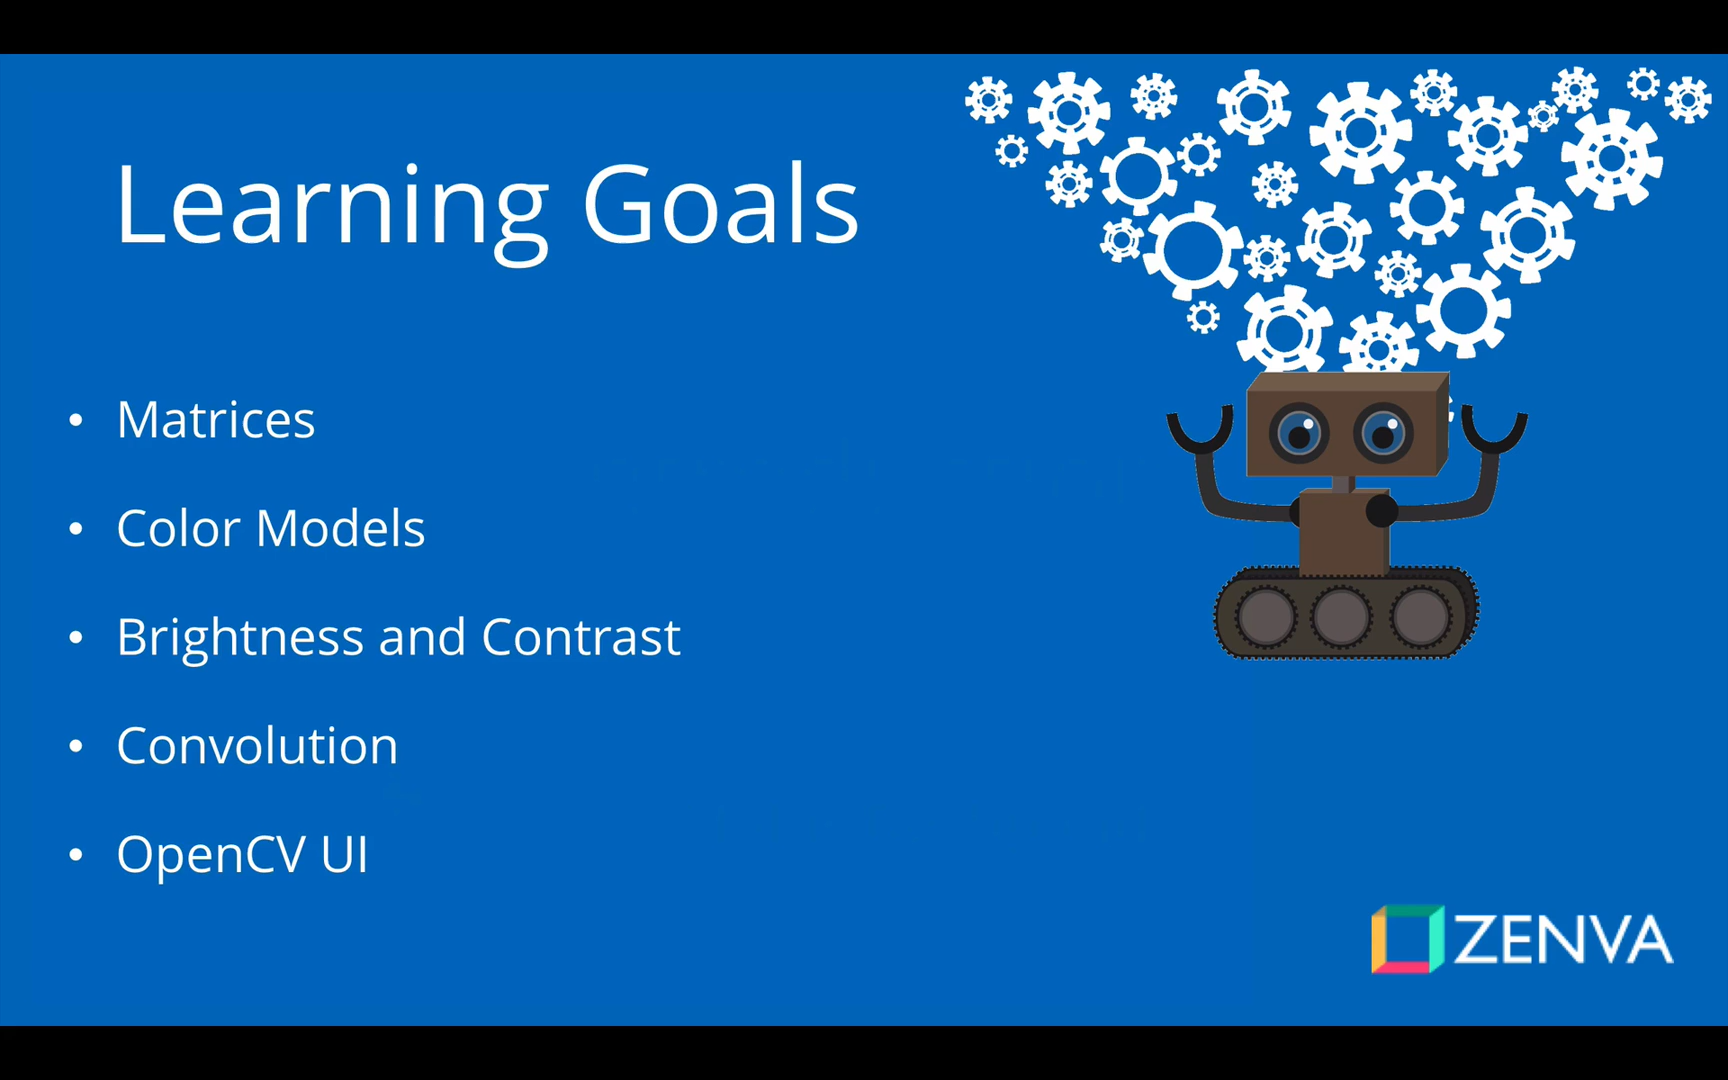 Learning Goals
• Matrices
• Color Models
• Brightness and Contrast
• Convolution
• OpenCV UI
ZENVA